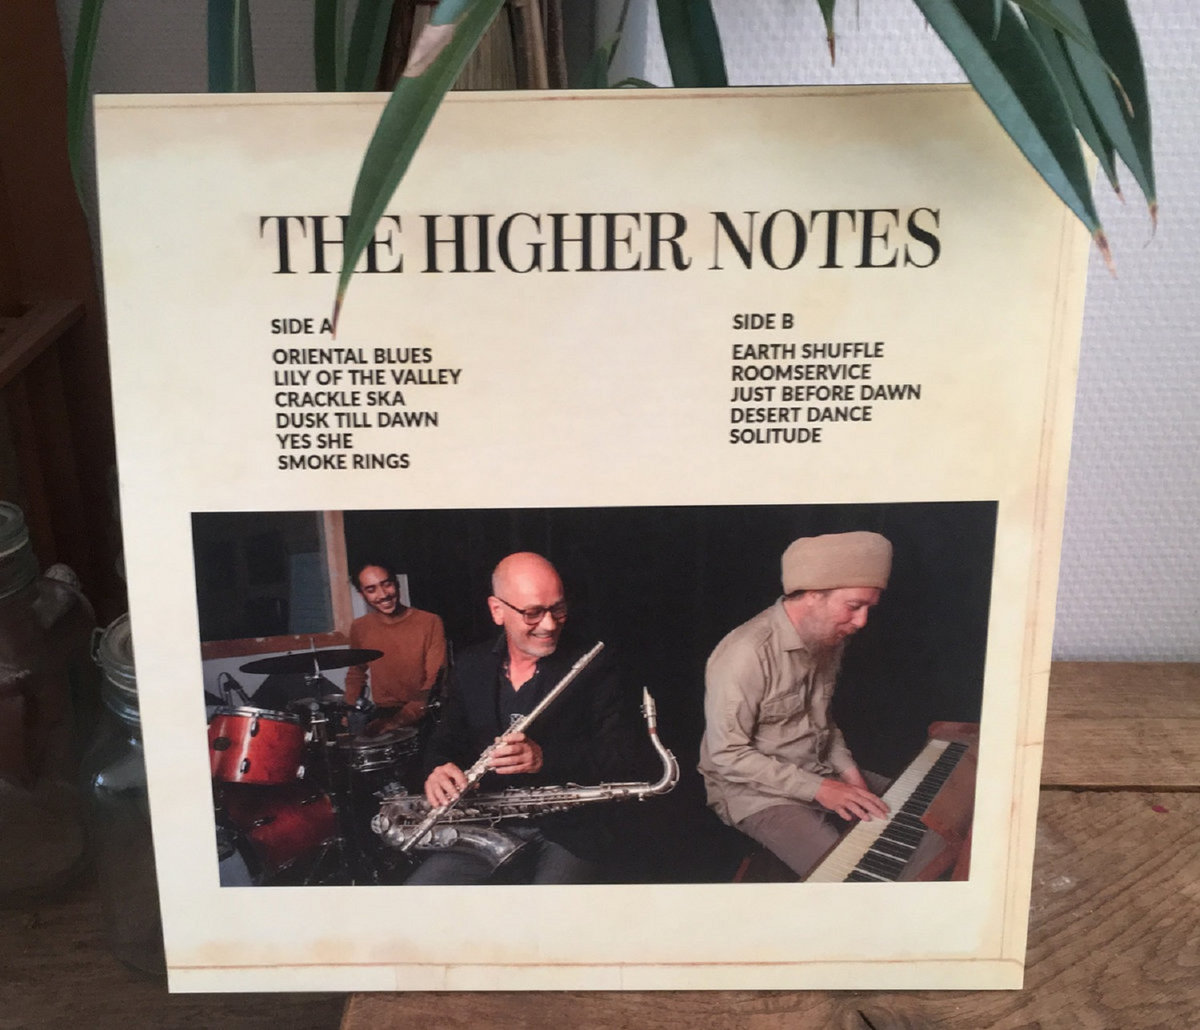 THE HIGHER NOTES
SIDE A
ORIENTAL BLUES
LILY OF THE VALLEY
CRACKLE SKA
DUSK TILL DAWN
YES SHE
SMOKE RINGS
SIDE B
EARTH SHUFFLE
ROOMSERVICE
JUST BEFORE DAWN
DESERT DANCE
SOLITUDE